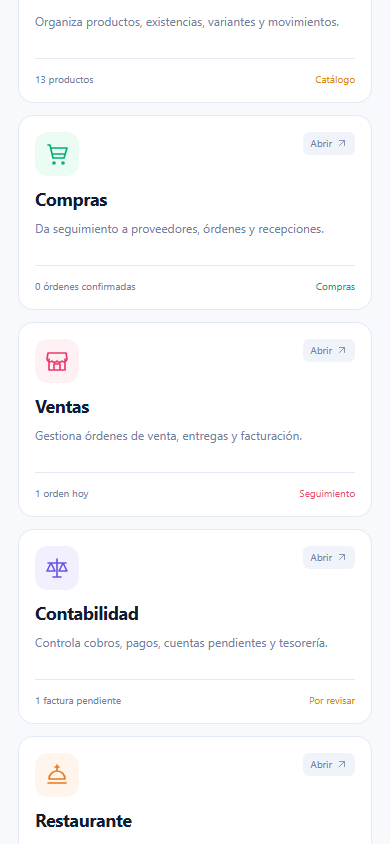 Organiza productos, existencias, variantes y movimientos.
13 productos
Catálogo
Abrir
Compras
Da seguimiento a proveedores, órdenes y recepciones.
0 órdenes confirmadas
Compras
Abrir
Ventas
Gestiona órdenes de venta, entregas y facturación.
1 orden hoy
Seguimiento
Abrir
Contabilidad
Controla cobros, pagos, cuentas pendientes y tesorería.
1 factura pendiente
Por revisar
Abrir
Restaurante